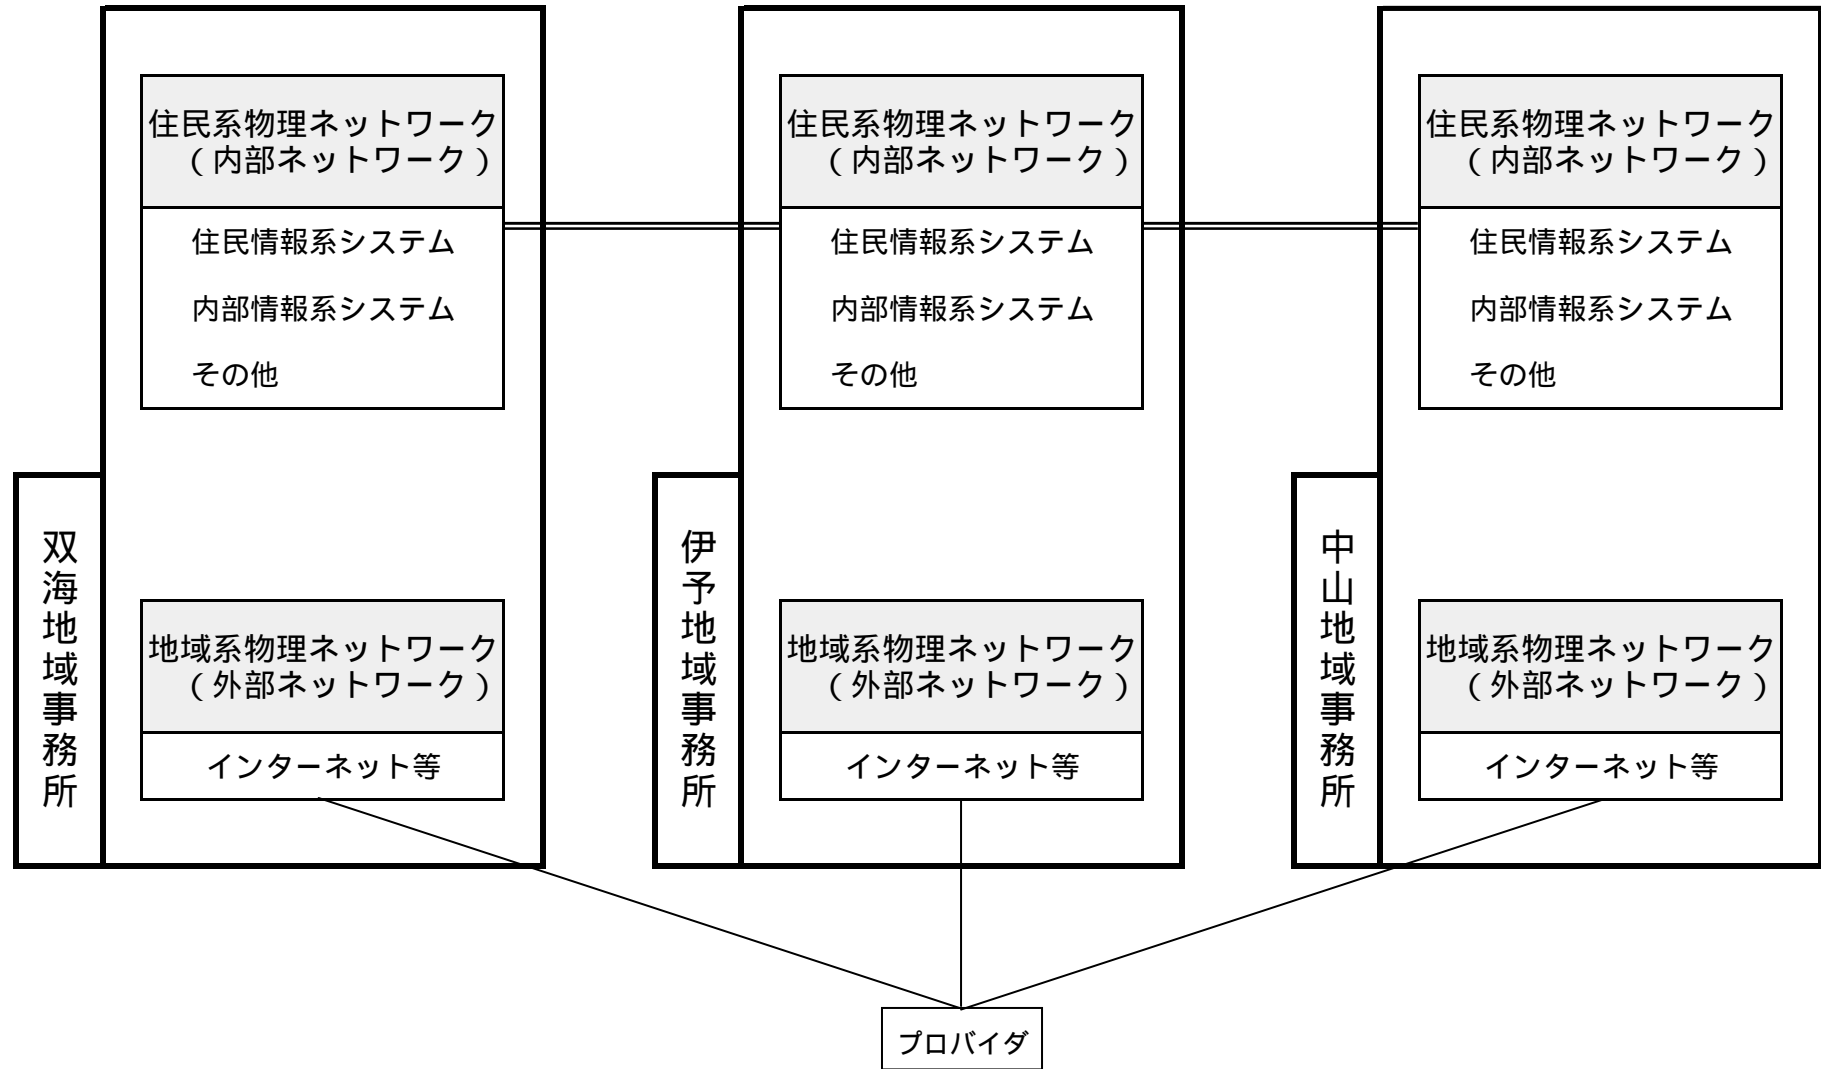 住民系物理ネットワーク
(内部ネットワーク)
住民情報系システム
内部情報系システム
その他
双海地域事務所
地域系物理ネットワーク
(外部ネットワーク)
インターネット等
住民系物理ネットワーク
(内部ネットワーク)
住民情報系システム
内部情報系システム
その他
伊予地域事務所
地域系物理ネットワーク
(外部ネットワーク)
インターネット等
住民系物理ネットワーク
(内部ネットワーク)
住民情報系システム
内部情報系システム
その他
中山地域事務所
地域系物理ネットワーク
(外部ネットワーク)
インターネット等
プロバイダ